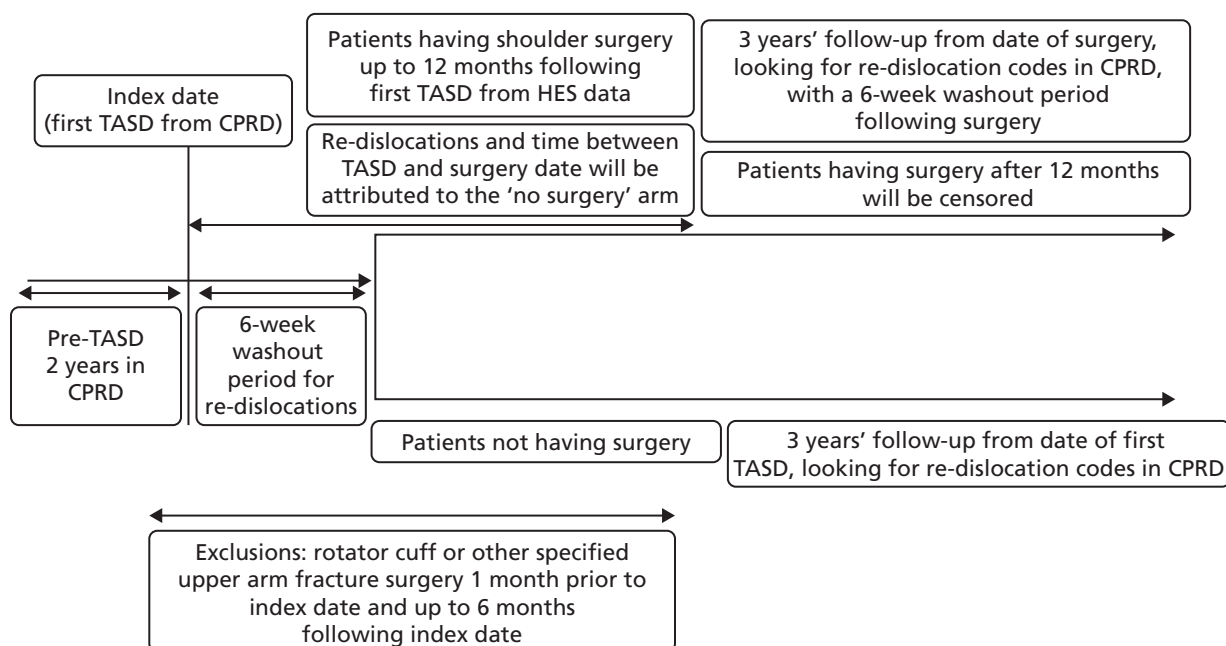 Index date
(first TASD from CPRD)
Patients having shoulder surgery
up to 12 months following
first TASD from HES data
3 years’ follow-up from date of surgery,
looking for re-dislocation codes in CPRD,
with a 6-week washout period
following surgery
Re-dislocations and time between
TASD and surgery date will be
attributed to the ‘no surgery’ arm
Patients having surgery after 12 months
will be censored
Pre-TASD
2 years in
CPRD
6-week
washout
period for
re-dislocations
Patients not having surgery
3 years’ follow-up from date of first
TASD, looking for re-dislocation codes in CPRD
Exclusions: rotator cuff or other specified
upper arm fracture surgery 1 month prior to
index date and up to 6 months
following index date